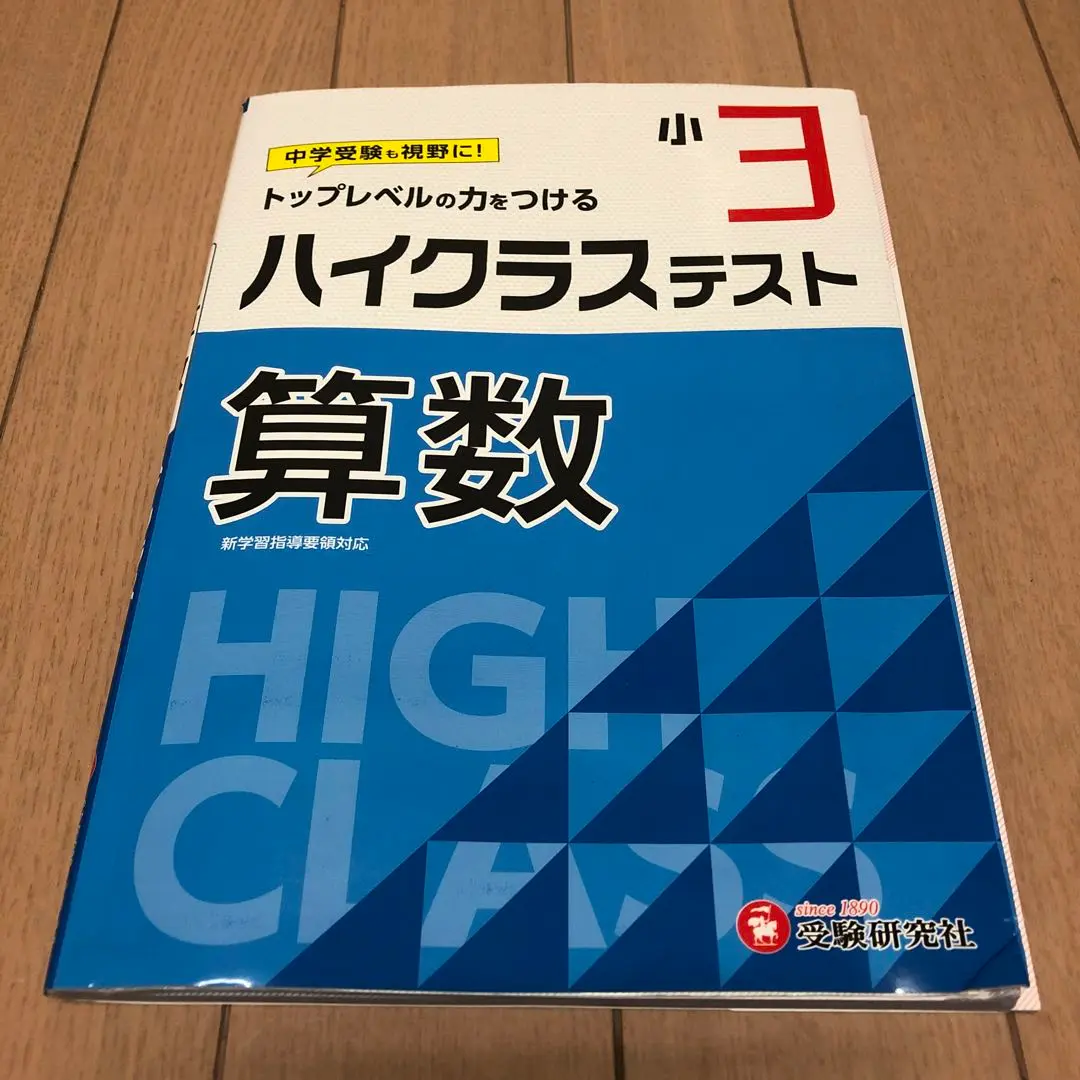 小3
中学受験も視野に!
トップレベルの力をつける
ハイクラステスト
算数
新学習指導要領対応
HIGH
CLASS
since 1890
受験研究社